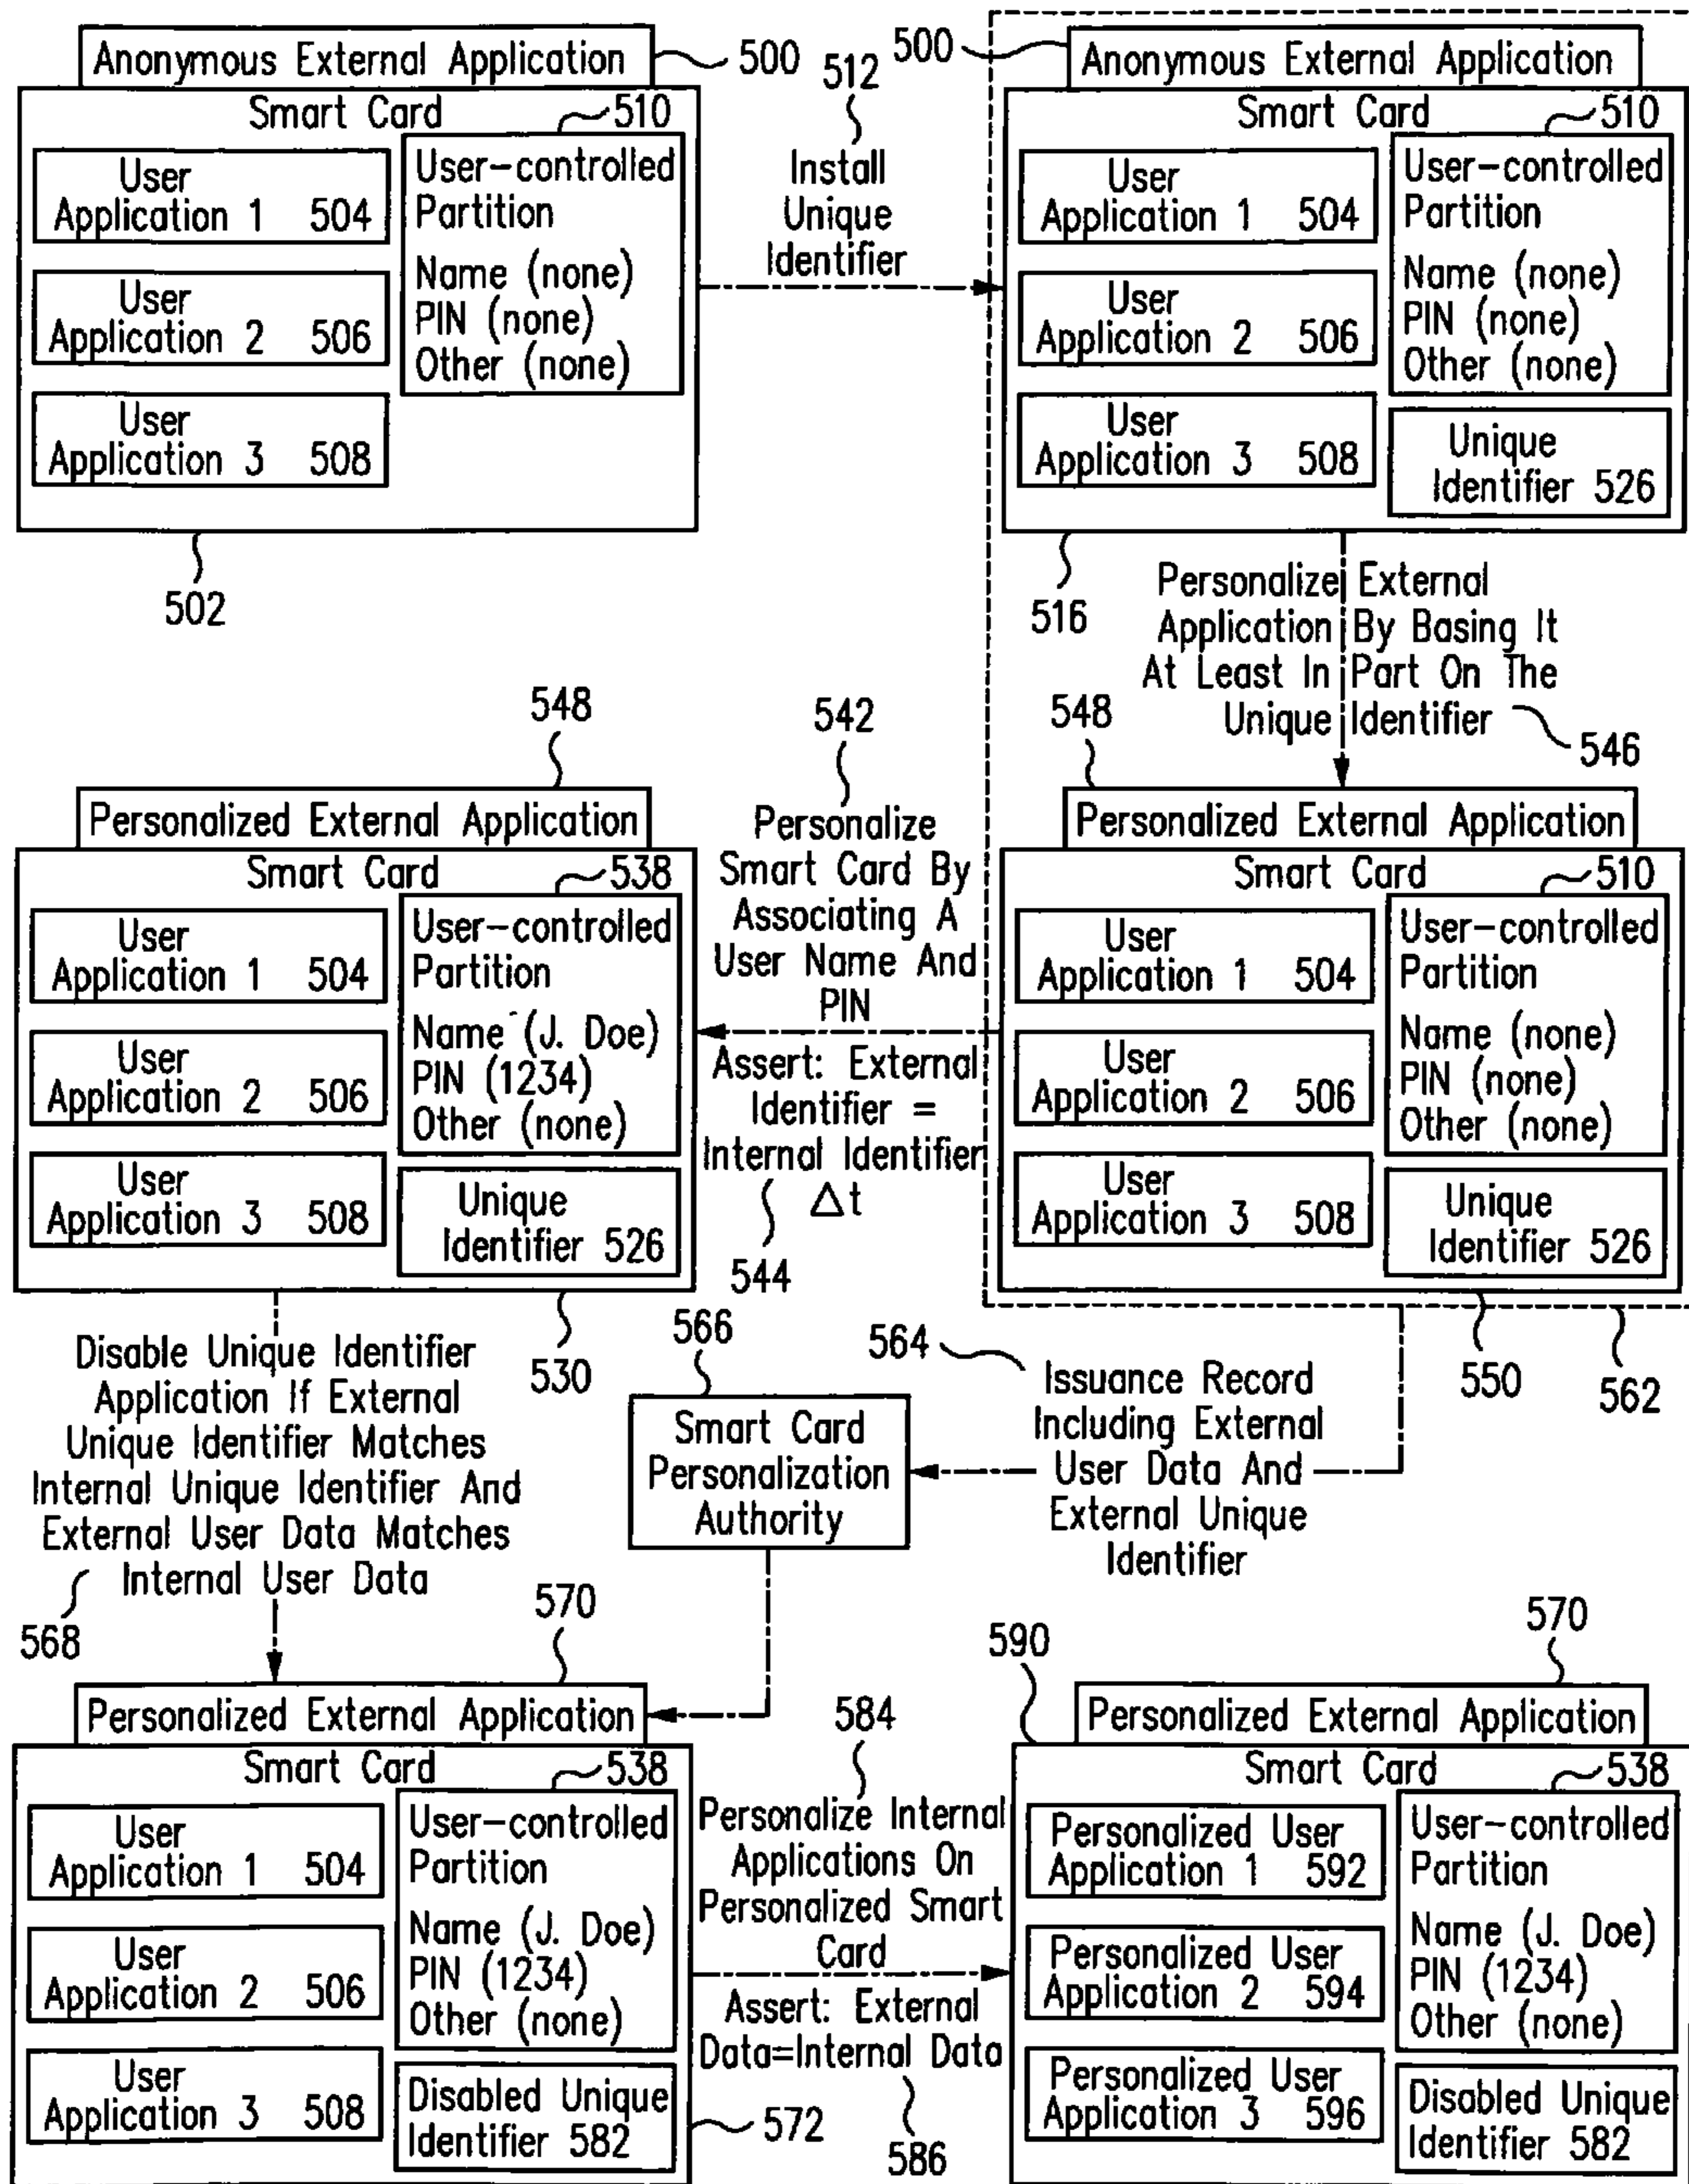 Anonymous External Application
500
Smart Card
510
User
Application 1 504
User
Application 2 506
User
Application 3 508
User-controlled
Partition
Name (none)
PIN (none)
Other (none)
502
512
Install
Unique
Identifier
500
Anonymous External Application
Smart Card
510
User
Application 1 504
User
Application 2 506
User
Application 3 508
User-controlled
Partition
Name (none)
PIN (none)
Other (none)
Unique
Identifier 526
516
Personalize External
Application By Basing It
At Least In Part On The
Unique Identifier
546
548
Personalized External Application
Smart Card
510
User
Application 1 504
User
Application 2 506
User
Application 3 508
User-controlled
Partition
Name (none)
PIN (none)
Other (none)
Unique
Identifier 526
550
562
542
Personalize
Smart Card By
Associating A
User Name And
PIN
Assert: External
Identifier =
Internal Identifier
Δt
544
548
Personalized External Application
Smart Card
538
User
Application 1 504
User
Application 2 506
User
Application 3 508
User-controlled
Partition
Name (J. Doe)
PIN (1234)
Other (none)
Unique
Identifier 526
530
Disable Unique Identifier
Application If External
Unique Identifier Matches
Internal Unique Identifier And
External User Data Matches
Internal User Data
568
566
Smart Card
Personalization
Authority
564
Issuance Record
Including External
User Data And
External Unique
Identifier
570
Personalized External Application
Smart Card
538
User
Application 1 504
User
Application 2 506
User
Application 3 508
User-controlled
Partition
Name (J. Doe)
PIN (1234)
Other (none)
Disabled Unique
Identifier 582
572
584
Personalize Internal
Applications On
Personalized Smart
Card
Assert: External
Data=Internal Data
586
590
570
Personalized External Application
Smart Card
538
Personalized User
Application 1 592
Personalized User
Application 2 594
Personalized User
Application 3 596
User-controlled
Partition
Name (J. Doe)
PIN (1234)
Other (none)
Disabled Unique
Identifier 582